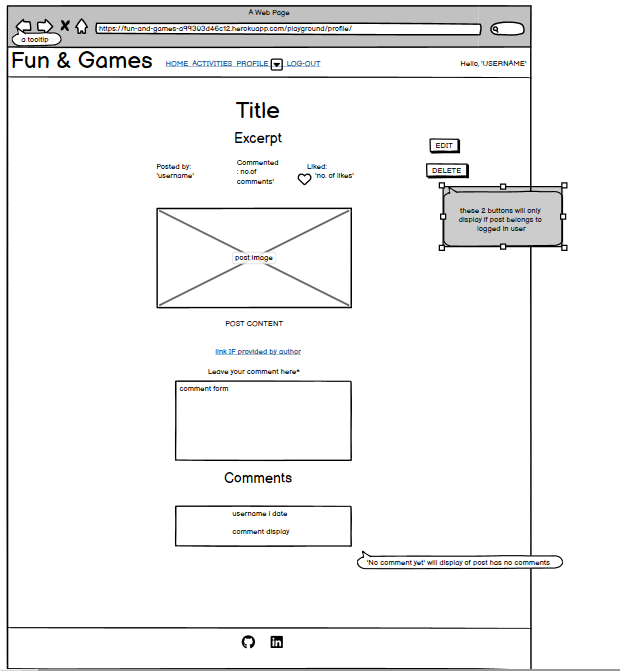 A Web Page
https://fun-and-games-a99303d46c12.herokuapp.com/playground/profile/
a tooltip
Fun & Games
HOME ACTIVITIES PROFILE LOG-OUT
Hello, 'USERNAME'
Title
Excerpt
EDIT
DELETE
Posted by:
'username'
Commented
: no.of
comments'
Liked:
'no. of likes'
these 2 buttons will only
display if post belongs to
logged in user
post image
POST CONTENT
link IF provided by author
Leave your comment here*
comment form
Comments
username i date
comment display
'No comment yet' will display of post has no comments
in